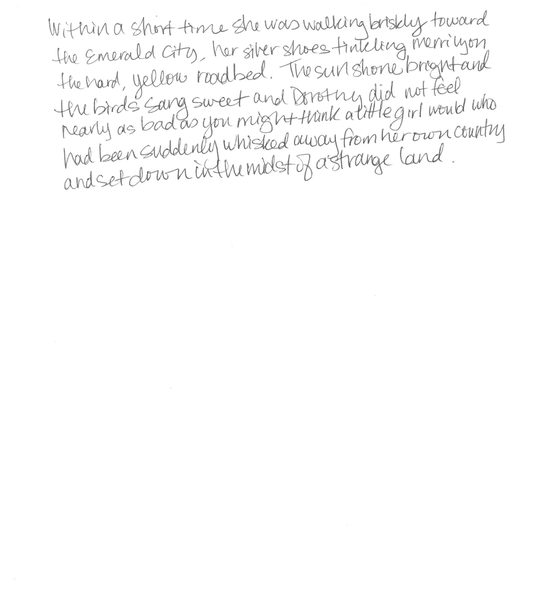 Within a short time she was walking briskly toward
the Emerald City, her silver shoes tinkling merrily on
the hard, yellow roadbed. The sun shone bright and
the birds sang sweet and Dorothy did not feel
nearly as bad as you might think a little girl would who
had been suddenly whisked away from her own country
and set down in the midst of a strange land.